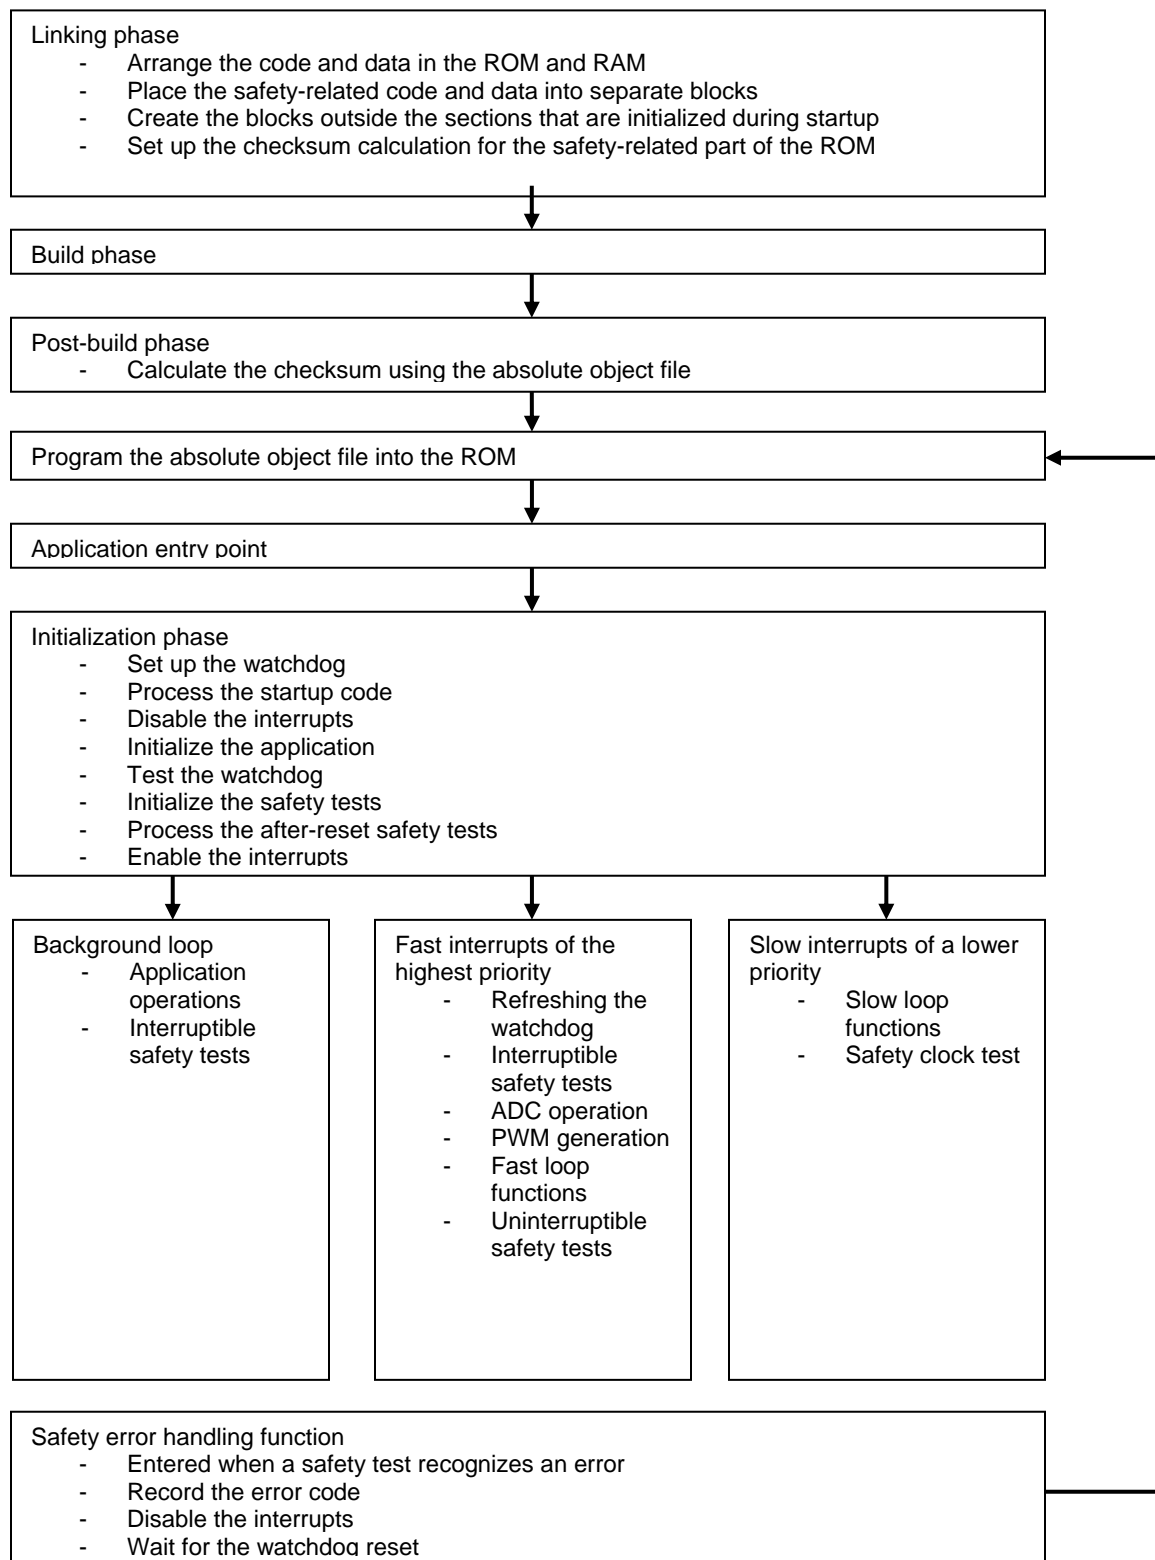 Linking phase
- Arrange the code and data in the ROM and RAM
- Place the safety-related code and data into separate blocks
- Create the blocks outside the sections that are initialized during startup
- Set up the checksum calculation for the safety-related part of the ROM
Build phase
Post-build phase
- Calculate the checksum using the absolute object file
Program the absolute object file into the ROM
Application entry point
Initialization phase
- Set up the watchdog
- Process the startup code
- Disable the interrupts
- Initialize the application
- Test the watchdog
- Initialize the safety tests
- Process the after-reset safety tests
- Enable the interrupts
Background loop
- Application
operations
- Interruptible
safety tests
Fast interrupts of the
highest priority
- Refreshing the
watchdog
- Interruptible
safety tests
- ADC operation
- PWM generation
- Fast loop
functions
- Uninterruptible
safety tests
Slow interrupts of a lower
priority
- Slow loop
functions
- Safety clock test
Safety error handling function
- Entered when a safety test recognizes an error
- Record the error code
- Disable the interrupts
- Wait for the watchdog reset